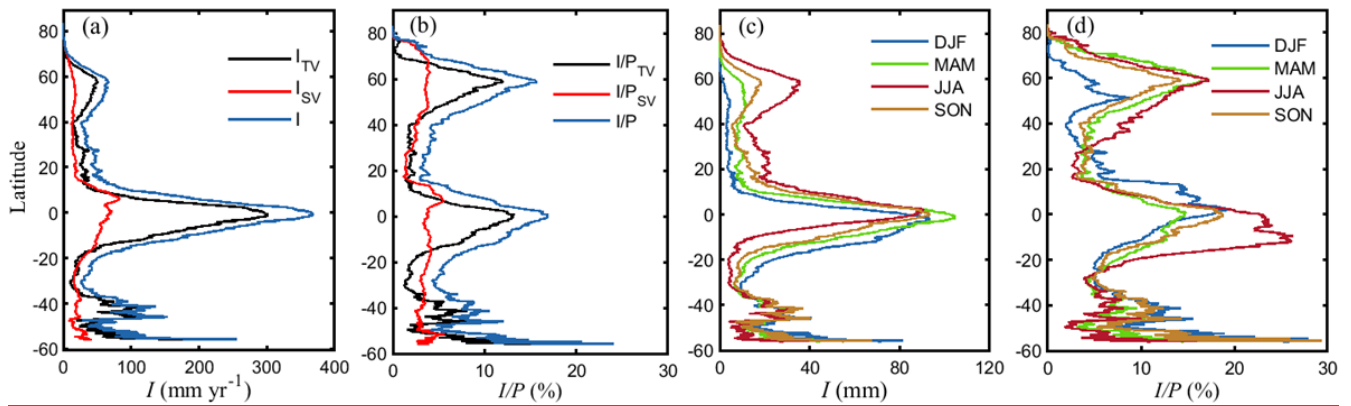 (a)
I_TV
I_SV
I
80
60
40
20
0
-20
-40
-60
Latitude
0 100 200 300 400
I (mm yr⁻¹)
(b)
I/P_TV
I/P_SV
I/P
80
60
40
20
0
-20
-40
-60
0 10 20 30
I/P (%)
(c)
DJF
MAM
JJA
SON
80
60
40
20
0
-20
-40
-60
0 40 80 120
I (mm)
(d)
DJF
MAM
JJA
SON
80
60
40
20
0
-20
-40
-60
0 10 20 30
I/P (%)